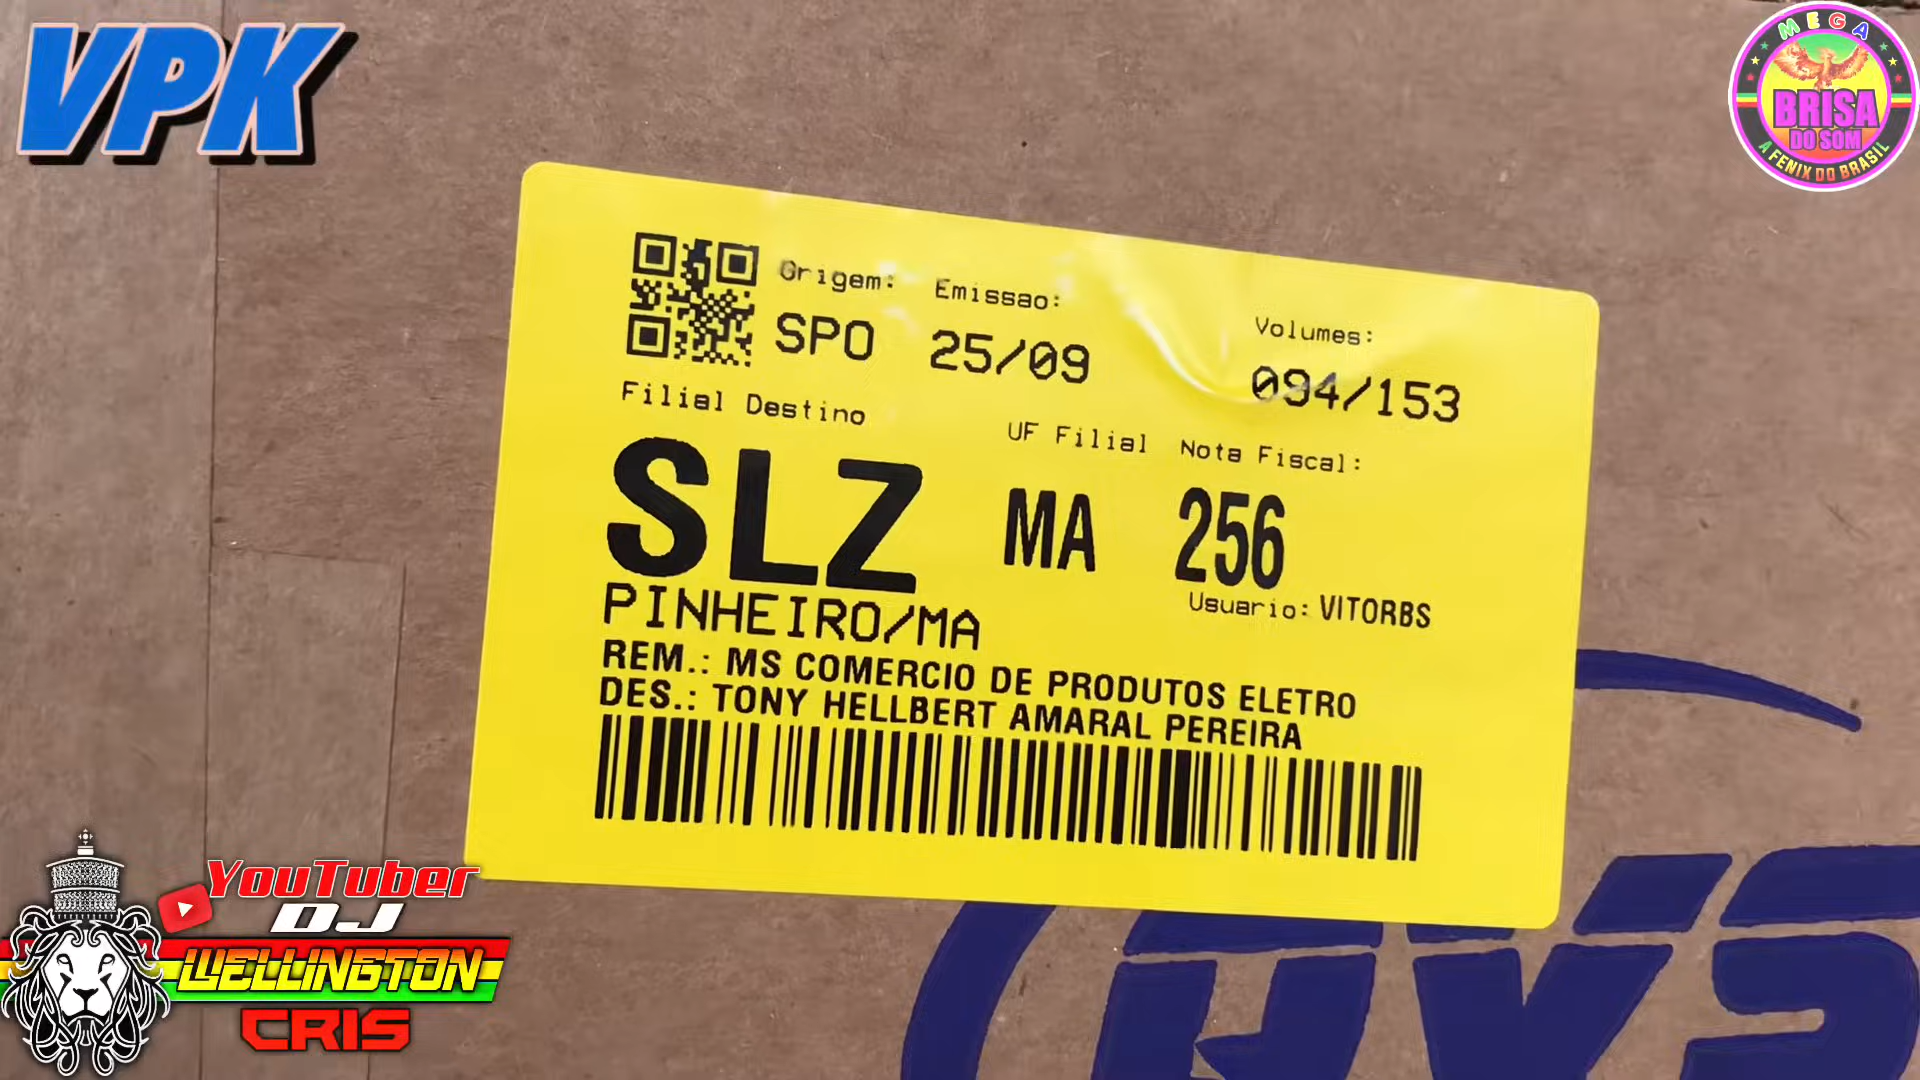 VPK
MEGA
BRISA
DO SOM
A FENIX DO BRASIL
Origem: Emissao: Volumes:
SPO 25/09 094/153
Filial Destino UF Filial Nota Fiscal:
SLZ MA 256
Usuario: VITORBS
PINHEIRO/MA
REM.: MS COMERCIO DE PRODUTOS ELETRO
DES.: TONY HELLBERT AMARAL PEREIRA
YouTuber
DJ
WELLINGTON
CRIS